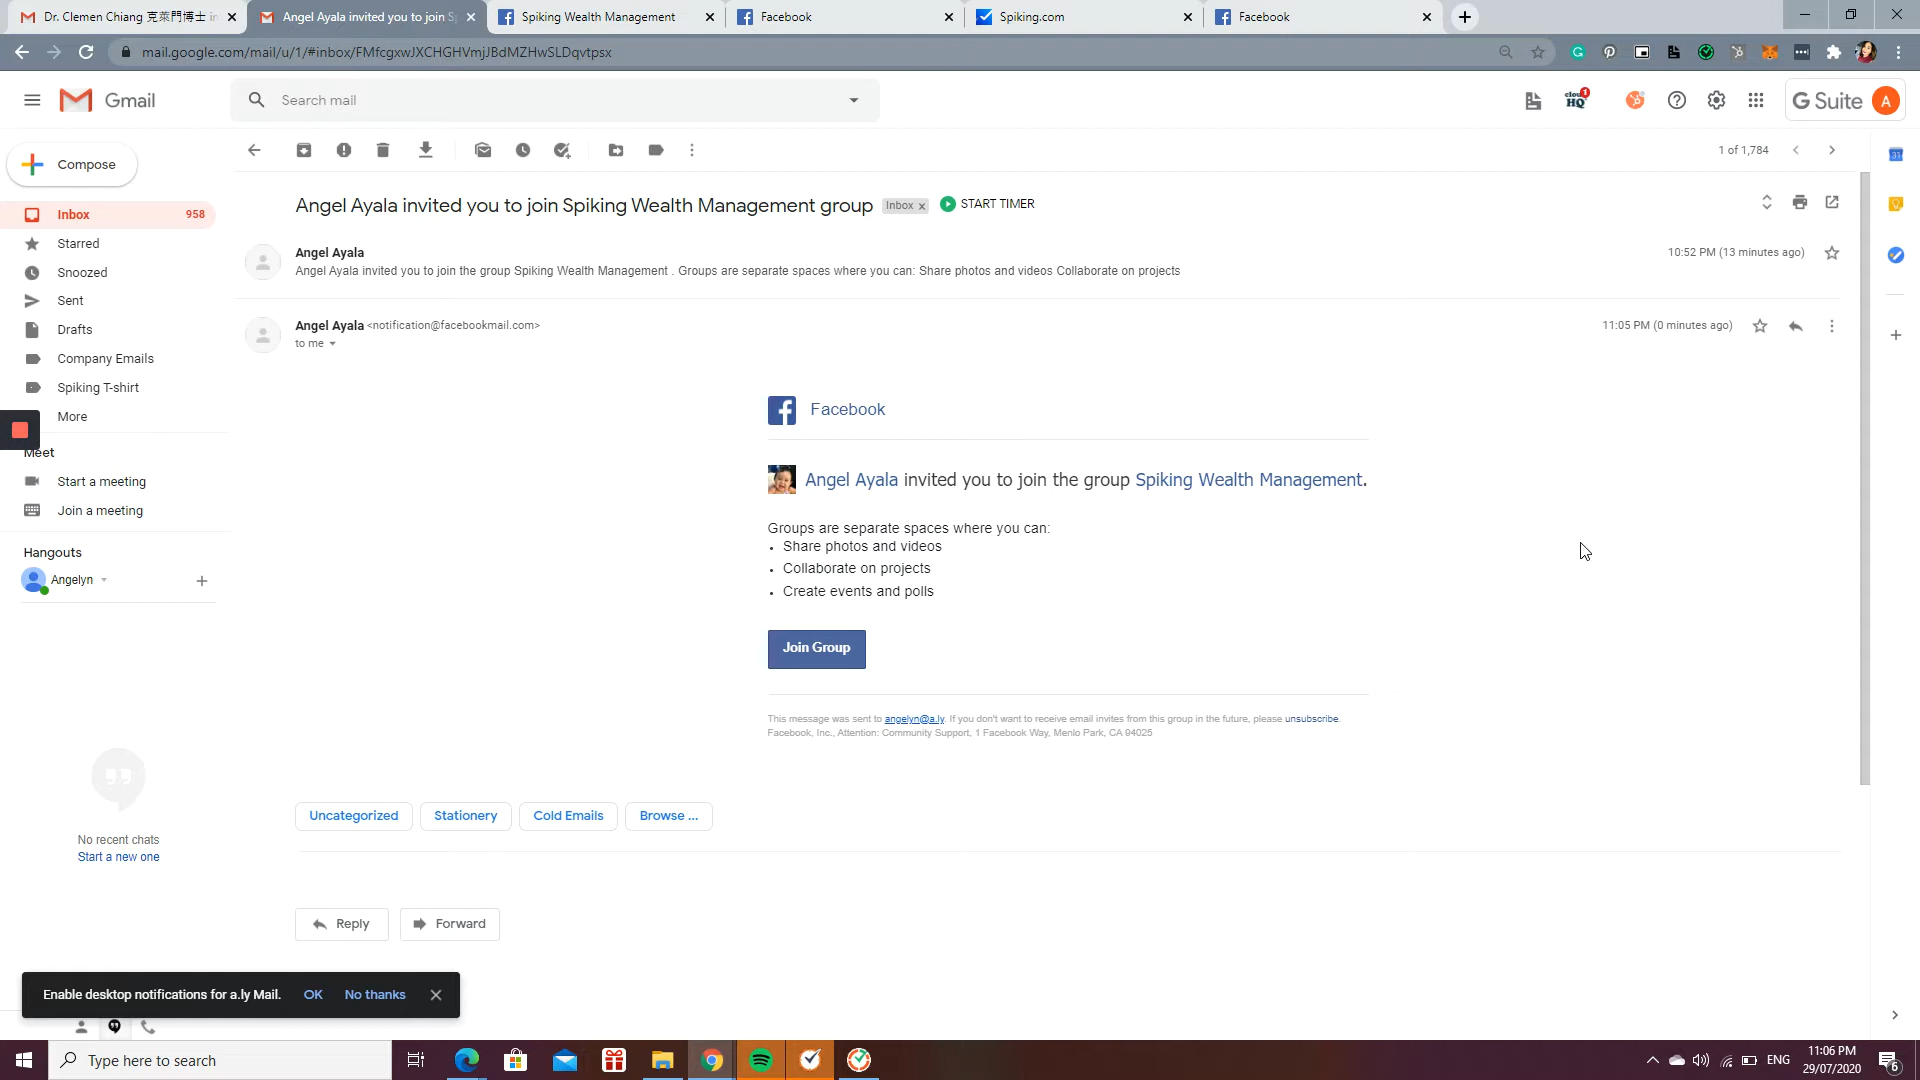 Dr. Clemen Chiang 克萊門博士 in
Angel Ayala invited you to join S
Spiking Wealth Management
Facebook
Spiking.com
Facebook
mail.google.com/mail/u/1/#inbox/FMfcgxwJXCHGHVmjJBdMZHwSLDqvtpsx
Gmail
Search mail
cloud HQ 1
G Suite A
Compose
1 of 1,784
Inbox 958
Starred
Snoozed
Sent
Drafts
Company Emails
Spiking T-shirt
More
Meet
Start a meeting
Join a meeting
Hangouts
Angelyn
No recent chats
Start a new one
Angel Ayala invited you to join Spiking Wealth Management group Inbox x START TIMER
Angel Ayala 10:52 PM (13 minutes ago)
Angel Ayala invited you to join the group Spiking Wealth Management . Groups are separate spaces where you can: Share photos and videos Collaborate on projects
Angel Ayala <notification@facebookmail.com> 11:05 PM (0 minutes ago)
to me
Facebook
Angel Ayala invited you to join the group Spiking Wealth Management.
Groups are separate spaces where you can:
• Share photos and videos
• Collaborate on projects
• Create events and polls
Join Group
This message was sent to angelyn@a.ly. If you don't want to receive email invites from this group in the future, please unsubscribe.
Facebook, Inc., Attention: Community Support, 1 Facebook Way, Menlo Park, CA 94025
Uncategorized Stationery Cold Emails Browse ...
Reply Forward
Enable desktop notifications for a.ly Mail. OK No thanks
Type here to search
ENG
11:06 PM
29/07/2020
6